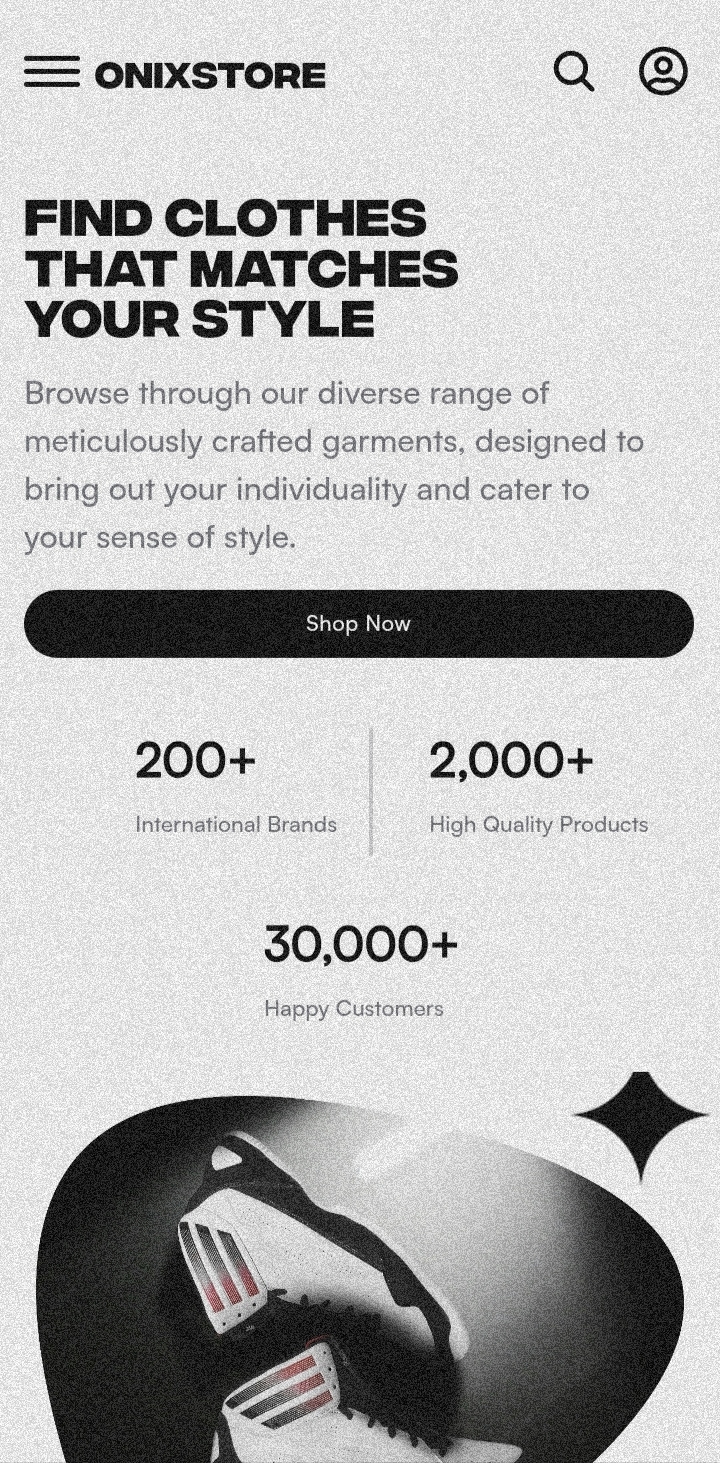 ONIXSTORE
FIND CLOTHES
THAT MATCHES
YOUR STYLE
Browse through our diverse range of
meticulously crafted garments, designed to
bring out your individuality and cater to
your sense of style.
Shop Now
200+
International Brands
2,000+
High Quality Products
30,000+
Happy Customers